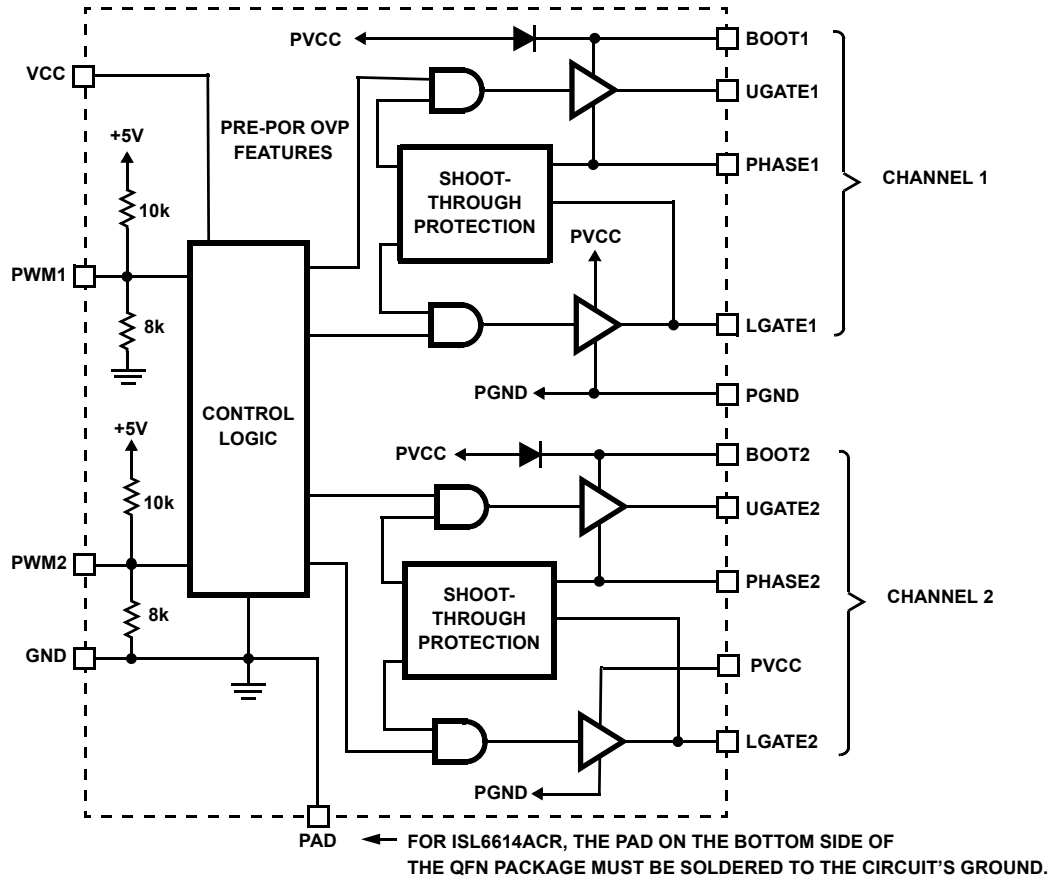 PVCC
BOOT1
VCC
UGATE1
+5V
PRE-POR OVP
FEATURES
PHASE1
SHOOT-
THROUGH
PROTECTION
CHANNEL 1
10k
PVCC
PWM1
8k
LGATE1
PGND
PGND
CONTROL
LOGIC
+5V
PVCC
BOOT2
10k
UGATE2
PWM2
PHASE2
SHOOT-
THROUGH
PROTECTION
CHANNEL 2
8k
GND
PVCC
LGATE2
PGND
PAD
FOR ISL6614ACR, THE PAD ON THE BOTTOM SIDE OF
THE QFN PACKAGE MUST BE SOLDERED TO THE CIRCUIT'S GROUND.